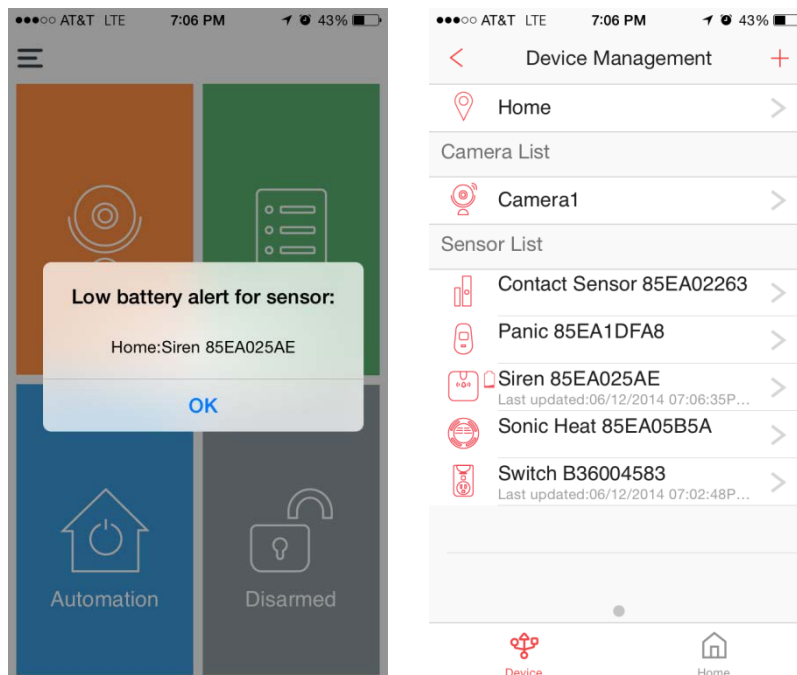 AT&T LTE 7:06 PM 43%
Low battery alert for sensor:
Home:Siren 85EA025AE
OK
Automation
Disarmed
AT&T LTE 7:06 PM 43%
Device Management
Home
Camera List
Camera1
Sensor List
Contact Sensor 85EA02263
Panic 85EA1DFA8
Siren 85EA025AE
Last updated:06/12/2014 07:06:35P...
Sonic Heat 85EA05B5A
Switch B36004583
Last updated:06/12/2014 07:02:48P...
Device
Home